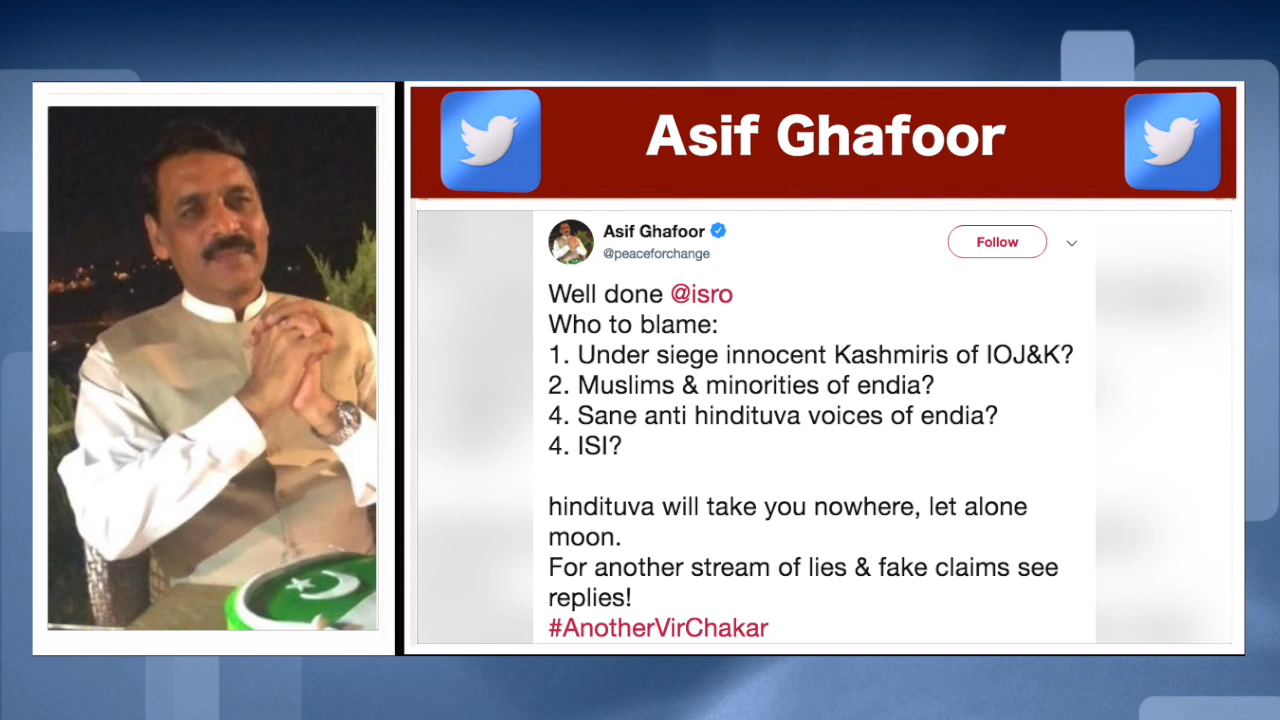 Asif Ghafoor
Asif Ghafoor
@peaceforchange
Follow
Well done @isro
Who to blame:
1. Under siege innocent Kashmiris of IOJ&K?
2. Muslims & minorities of endia?
4. Sane anti hindituva voices of endia?
4. ISI?
hindituva will take you nowhere, let alone
moon.
For another stream of lies & fake claims see
replies!
#AnotherVirChakar